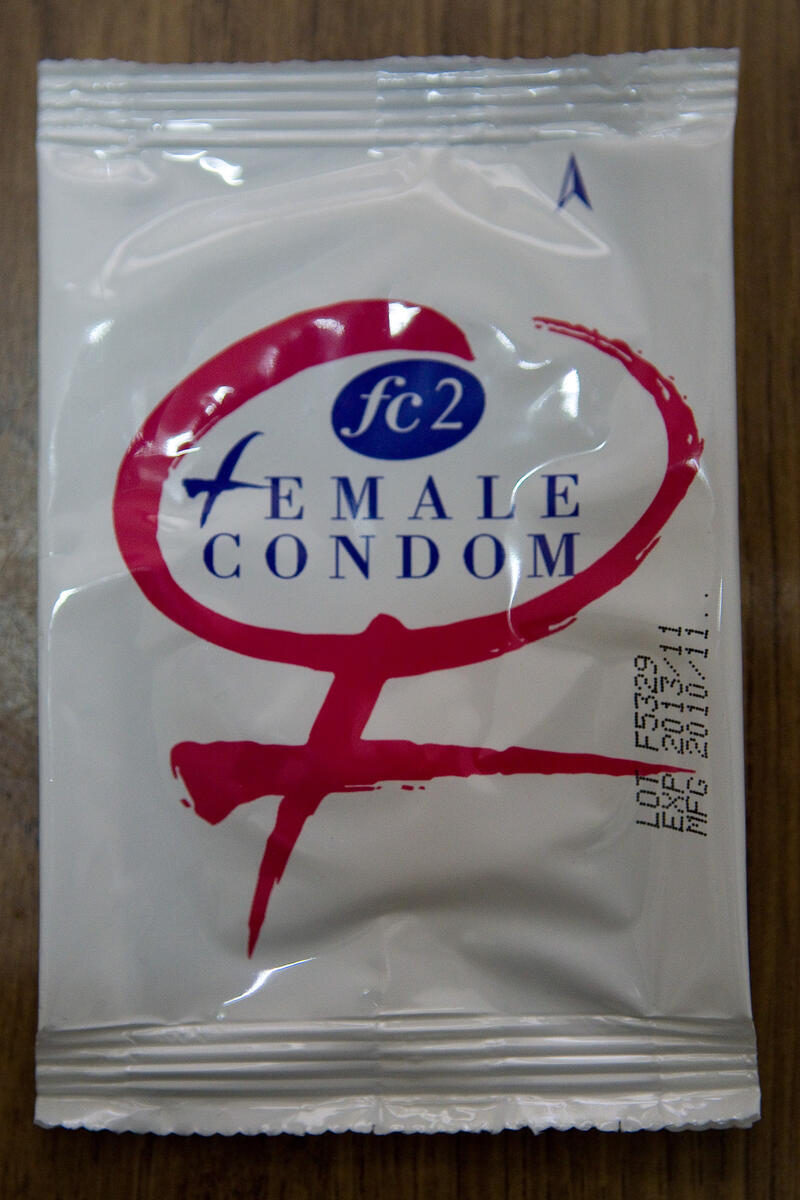 fc2
FEMALE
CONDOM
LOT F5329
EXP 2013/11
MFG 2010/11..